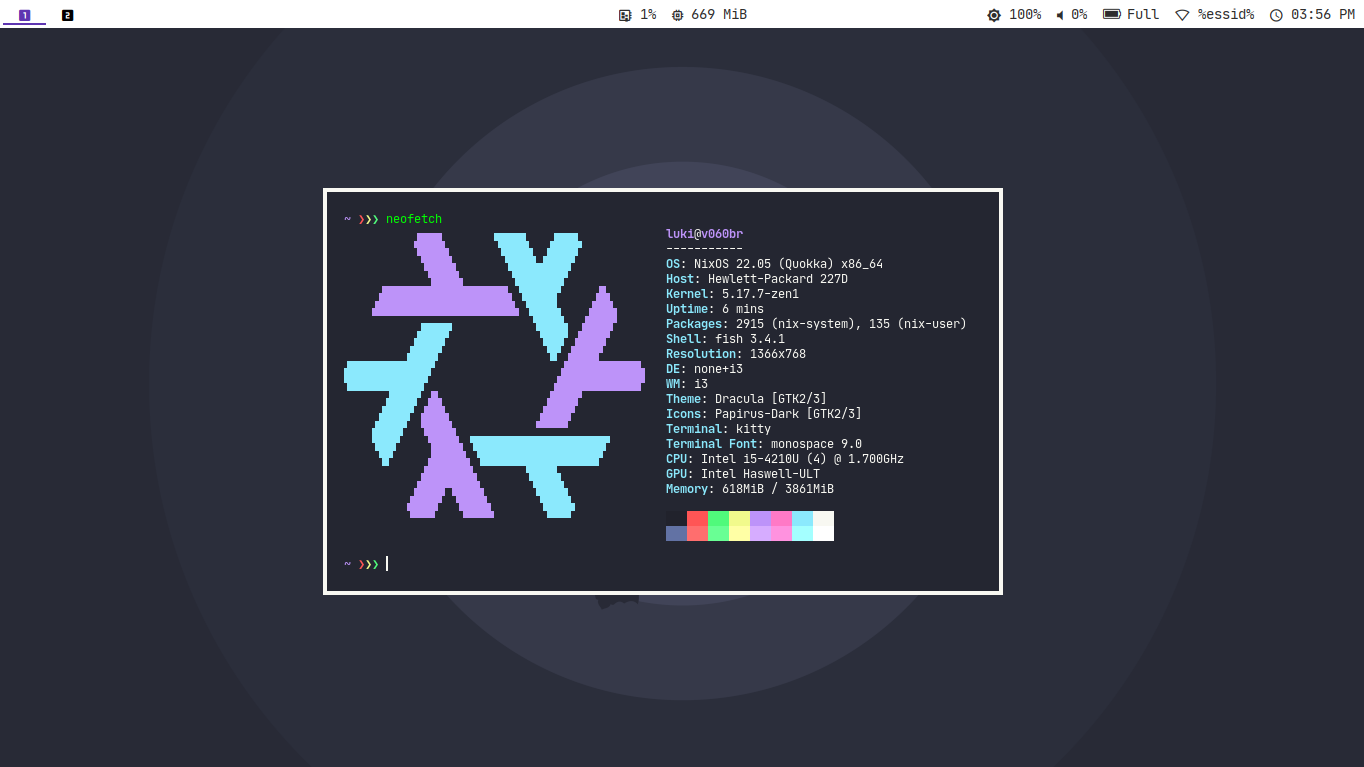 1 2 1% 669 MiB 100% 0% Full %essid% 03:56 PM
~ ❯❯❯ neofetch
luki@v060br
-----------
OS: NixOS 22.05 (Quokka) x86_64
Host: Hewlett-Packard 227D
Kernel: 5.17.7-zen1
Uptime: 6 mins
Packages: 2915 (nix-system), 135 (nix-user)
Shell: fish 3.4.1
Resolution: 1366x768
DE: none+i3
WM: i3
Theme: Dracula [GTK2/3]
Icons: Papirus-Dark [GTK2/3]
Terminal: kitty
Terminal Font: monospace 9.0
CPU: Intel i5-4210U (4) @ 1.700GHz
GPU: Intel Haswell-ULT
Memory: 618MiB / 3861MiB
~ ❯❯❯